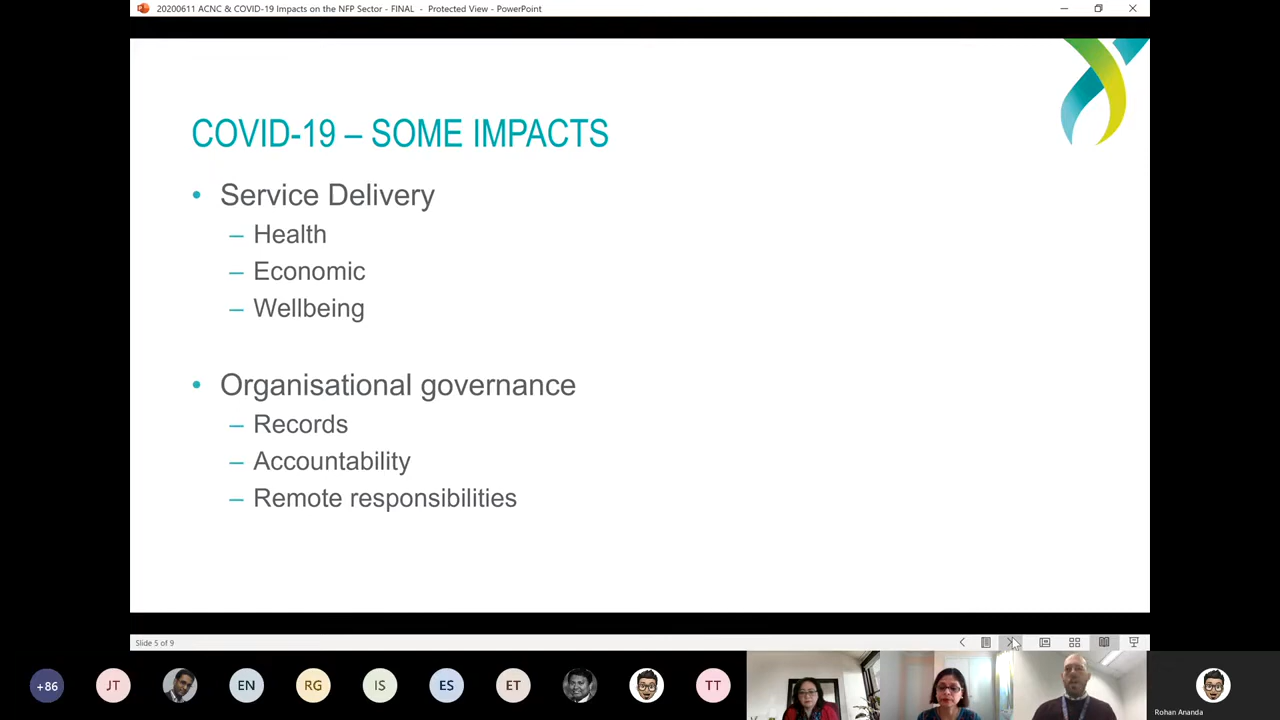 20200611 ACNC & COVID-19 Impacts on the NFP Sector - FINAL - Protected View - PowerPoint
COVID-19 – SOME IMPACTS
• Service Delivery
– Health
– Economic
– Wellbeing
• Organisational governance
– Records
– Accountability
– Remote responsibilities
Slide 5 of 9
+86
JT
EN
RG
IS
ES
ET
TT
Rohan Ananda